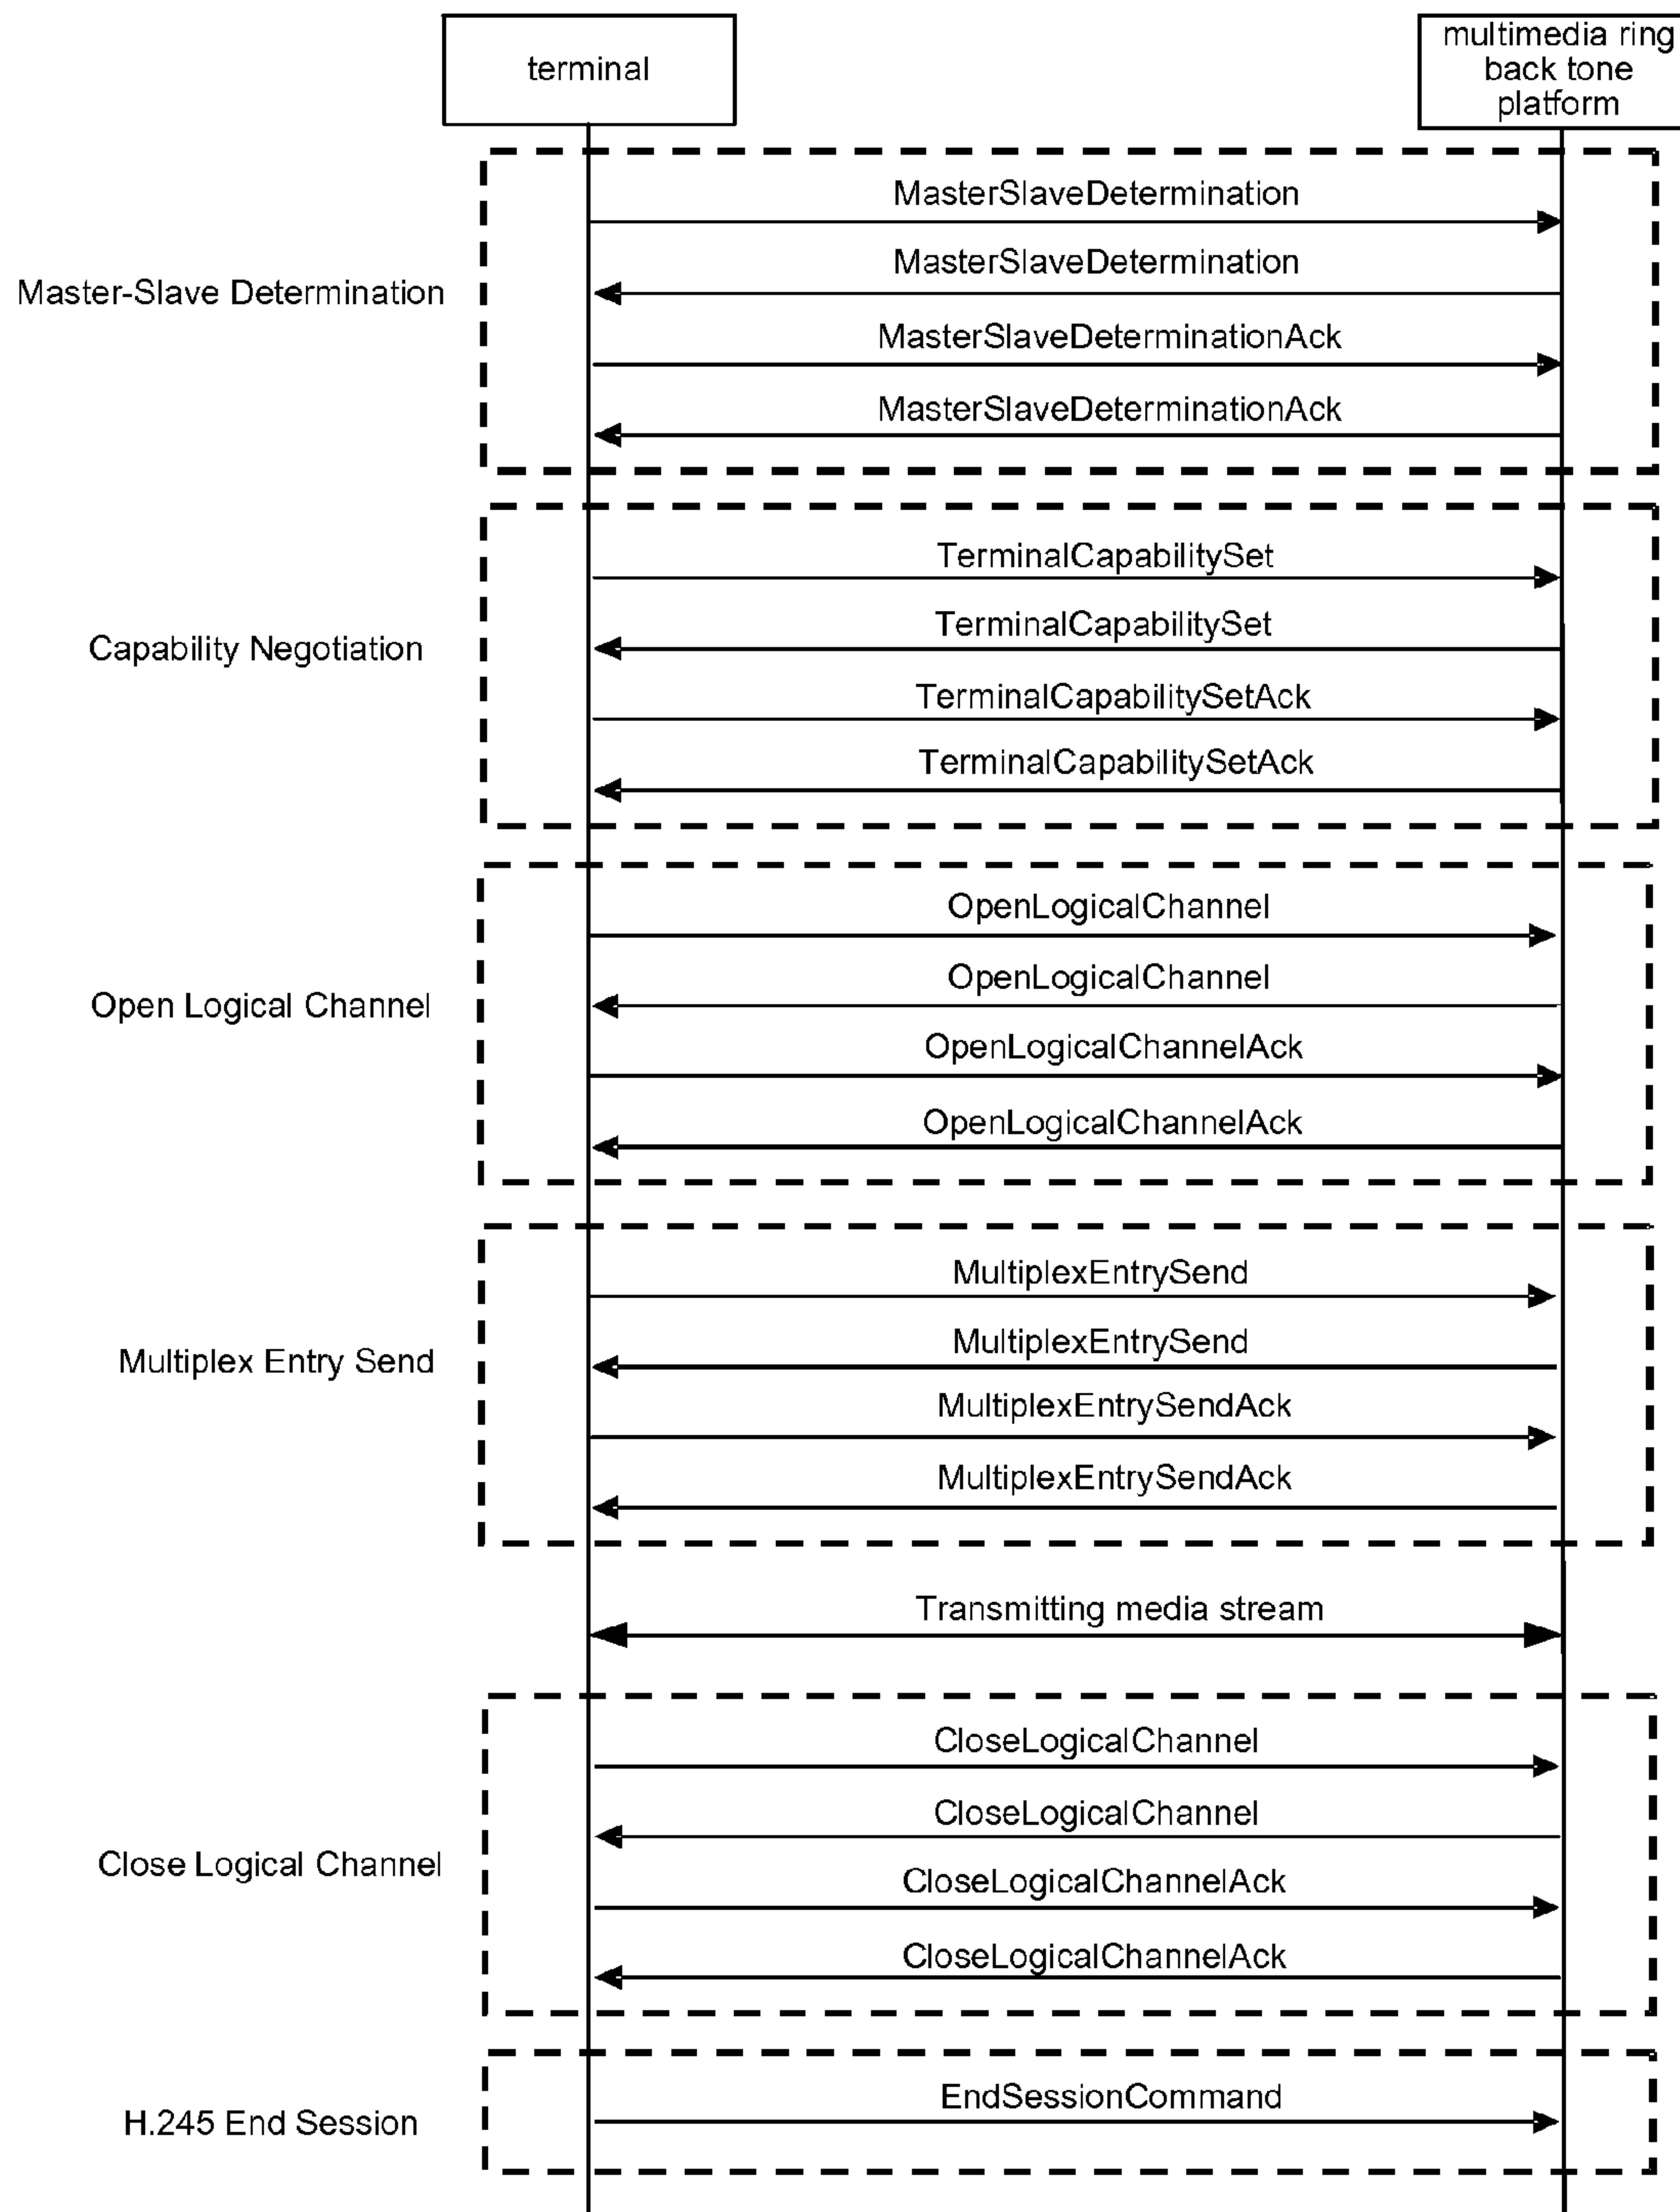 terminal
multimedia ring
back tone
platform
MasterSlaveDetermination
MasterSlaveDetermination
Master-Slave Determination
MasterSlaveDeterminationAck
MasterSlaveDeterminationAck
TerminalCapabilitySet
TerminalCapabilitySet
Capability Negotiation
TerminalCapabilitySetAck
TerminalCapabilitySetAck
OpenLogicalChannel
OpenLogicalChannel
Open Logical Channel
OpenLogicalChannelAck
OpenLogicalChannelAck
MultiplexEntrySend
MultiplexEntrySend
Multiplex Entry Send
MultiplexEntrySendAck
MultiplexEntrySendAck
Transmitting media stream
CloseLogicalChannel
CloseLogicalChannel
Close Logical Channel
CloseLogicalChannelAck
CloseLogicalChannelAck
EndSessionCommand
H.245 End Session